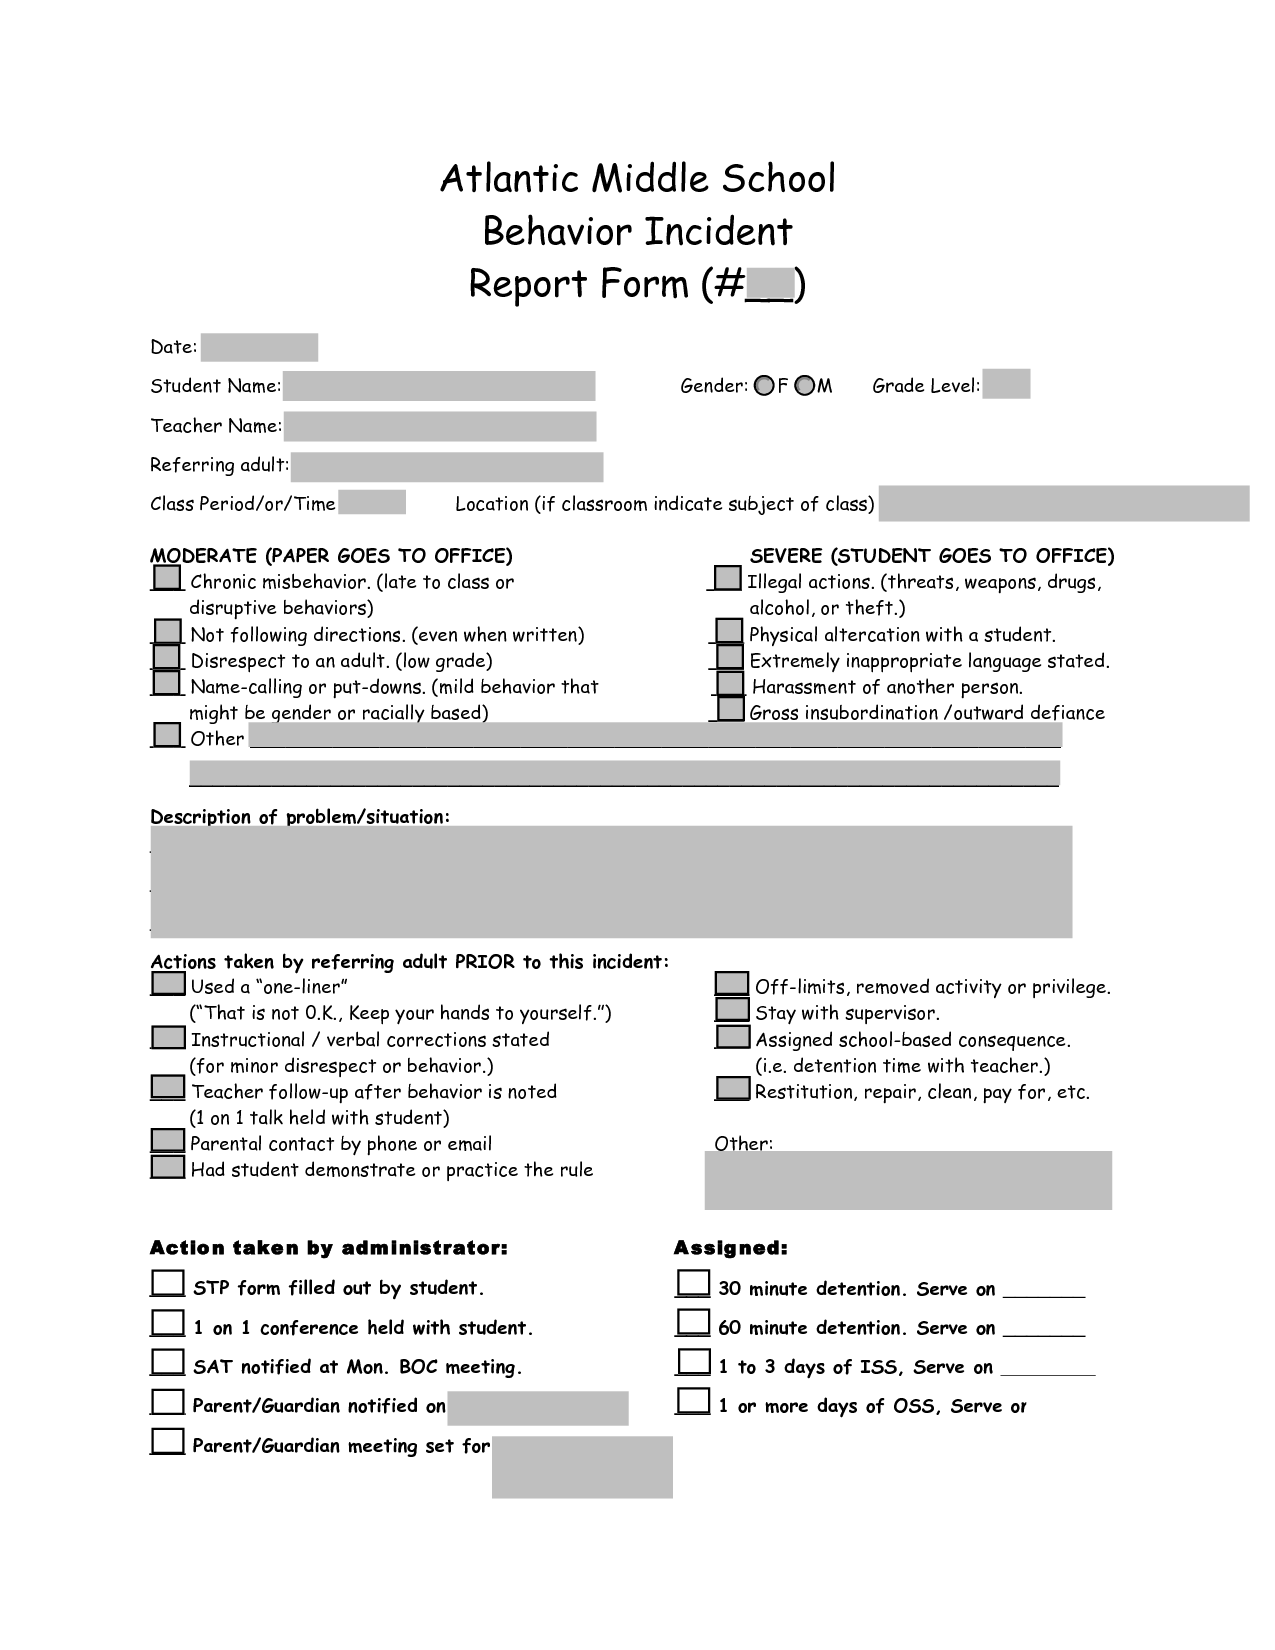 Atlantic Middle School
Behavior Incident
Report Form (#__)
Date:
Student Name: Gender: F M Grade Level:
Teacher Name:
Referring adult:
Class Period/or/Time Location (if classroom indicate subject of class)
MODERATE (PAPER GOES TO OFFICE) SEVERE (STUDENT GOES TO OFFICE)
Chronic misbehavior. (late to class or Illegal actions. (threats, weapons, drugs,
disruptive behaviors) alcohol, or theft.)
Not following directions. (even when written) Physical altercation with a student.
Disrespect to an adult. (low grade) Extremely inappropriate language stated.
Name-calling or put-downs. (mild behavior that Harassment of another person.
might be gender or racially based) Gross insubordination /outward defiance
Other
Description of problem/situation:
Actions taken by referring adult PRIOR to this incident:
Used a “one-liner” Off-limits, removed activity or privilege.
(“That is not O.K., Keep your hands to yourself.”) Stay with supervisor.
Instructional / verbal corrections stated Assigned school-based consequence.
(for minor disrespect or behavior.) (i.e. detention time with teacher.)
Teacher follow-up after behavior is noted Restitution, repair, clean, pay for, etc.
(1 on 1 talk held with student)
Parental contact by phone or email Other:
Had student demonstrate or practice the rule
Action taken by administrator: Assigned:
STP form filled out by student. 30 minute detention. Serve on _______
1 on 1 conference held with student. 60 minute detention. Serve on _______
SAT notified at Mon. BOC meeting. 1 to 3 days of ISS, Serve on ________
Parent/Guardian notified on 1 or more days of OSS, Serve on
Parent/Guardian meeting set for